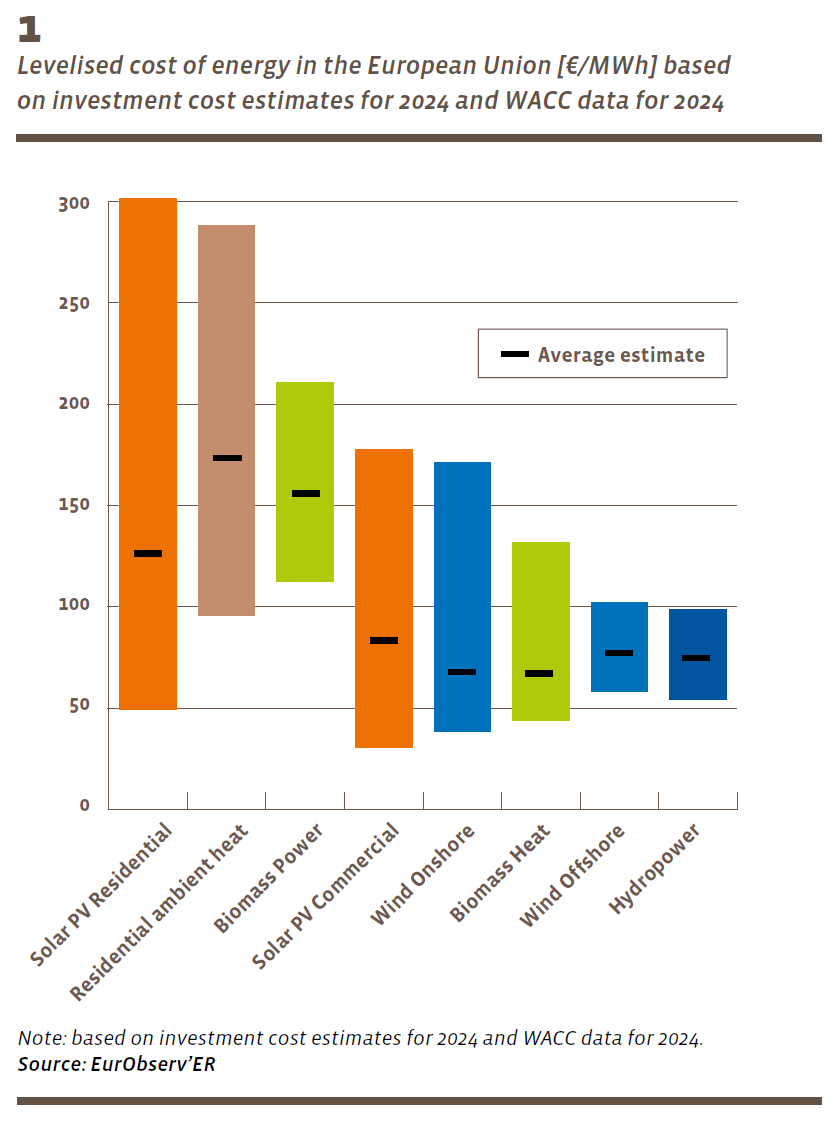 1
Levelised cost of energy in the European Union [€/MWh] based
on investment cost estimates for 2024 and WACC data for 2024
300
250
Average estimate
200
150
100
50
0
Solar PV Residential
Residential ambient heat
Biomass Power
Solar PV Commercial
Wind Onshore
Biomass Heat
Wind Offshore
Hydropower
Note: based on investment cost estimates for 2024 and WACC data for 2024.
Source: EurObserv’ER